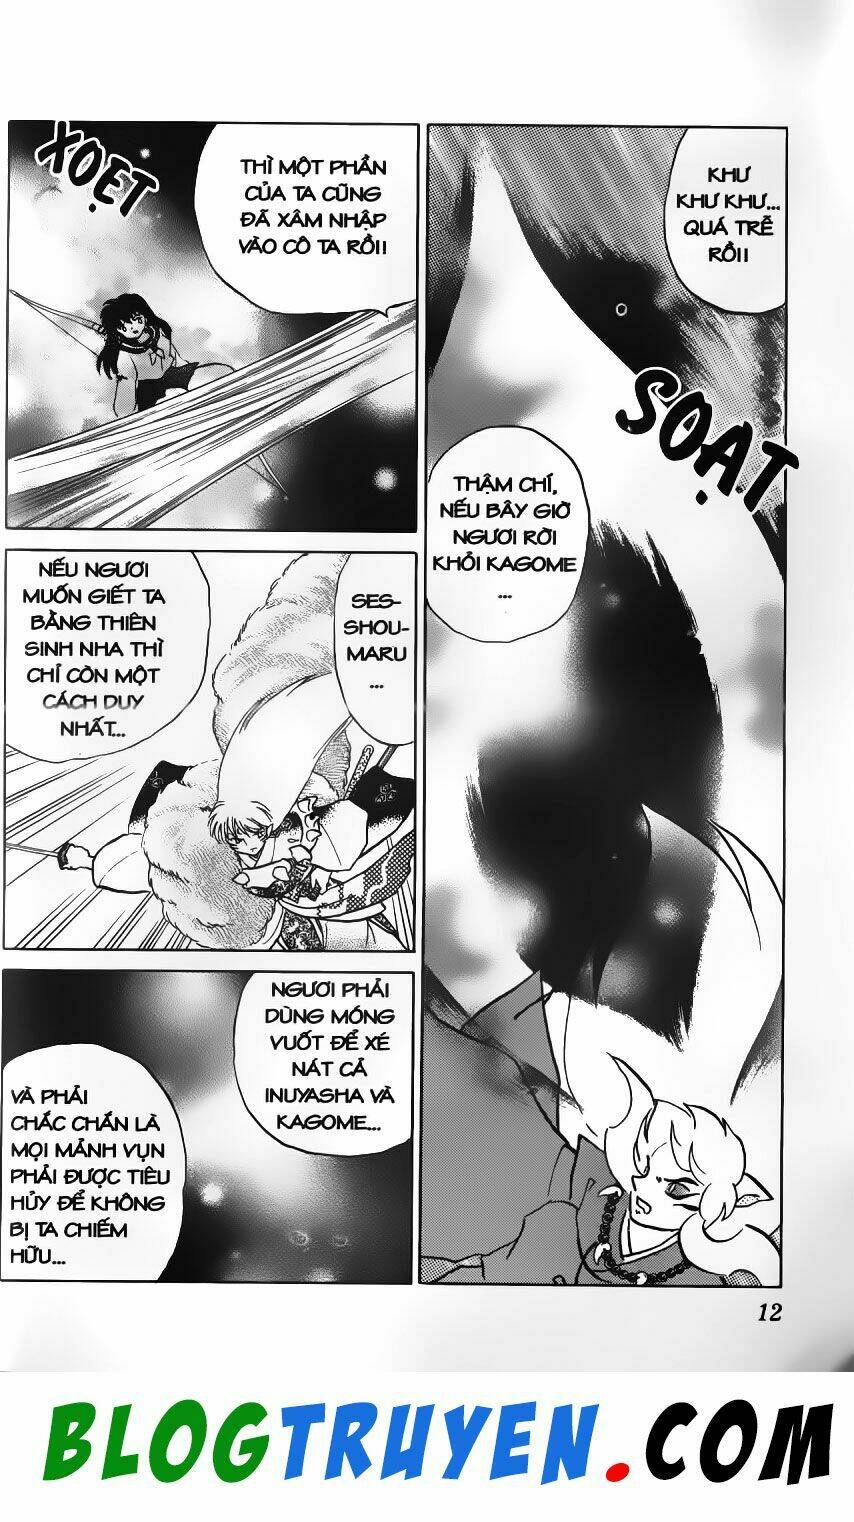 KHƯ
KHƯ KHƯ...
QUÁ TRỄ
RỒI!
SOẠT
THẬM CHÍ,
NẾU BÂY GIỜ
NGƯƠI RỜI
KHỎI KAGOME
...
THÌ MỘT PHẦN
CỦA TA CŨNG
ĐÃ XÂM NHẬP
VÀO CÔ TA RỒI!
XOẸT
SES-
SHOU-
MARU
...
NẾU NGƯƠI
MUỐN GIẾT TA
BẰNG THIÊN
SINH NHA THÌ
CHỈ CÒN MỘT
CÁCH DUY
NHẤT...
NGƯƠI PHẢI
DÙNG MÓNG
VUỐT ĐỂ XÉ
NÁT CẢ
INUYASHA VÀ
KAGOME...
VÀ PHẢI
CHẮC CHẮN LÀ
MỌI MẢNH VỤN
PHẢI ĐƯỢC TIÊU
HỦY ĐỂ KHÔNG
BỊ TA CHIẾM
HỮU...
12
BLOGTRUYEN.COM